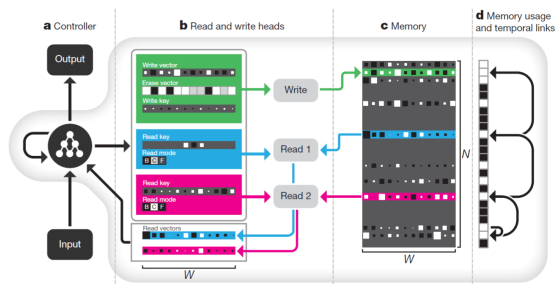 a Controller
b Read and write heads
c Memory
d Memory usage
and temporal links
Output
Input
Write vector
Erase vector
Write key
Write
Read key
Read mode
B C F
Read 1
Read key
Read mode
B C F
Read 2
Read vectors
W
N
W